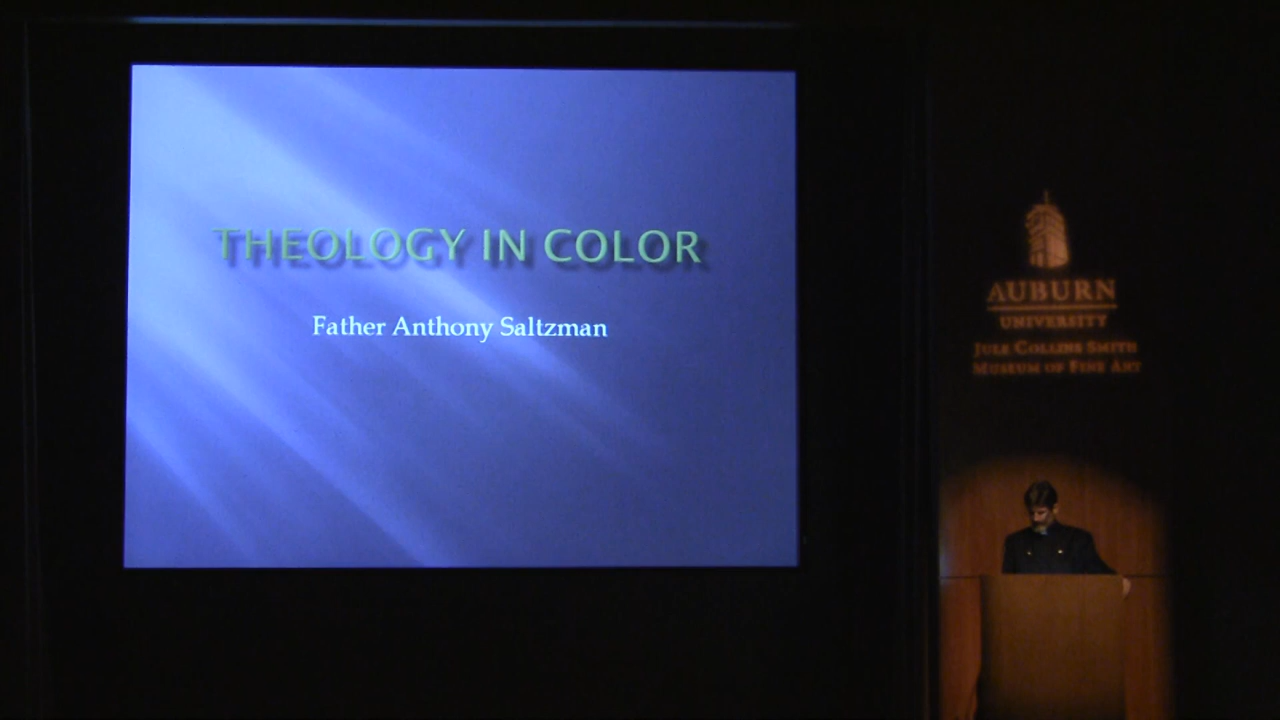 THEOLOGY IN COLOR
Father Anthony Saltzman
AUBURN
UNIVERSITY
JULE COLLINS SMITH
MUSEUM OF FINE ART